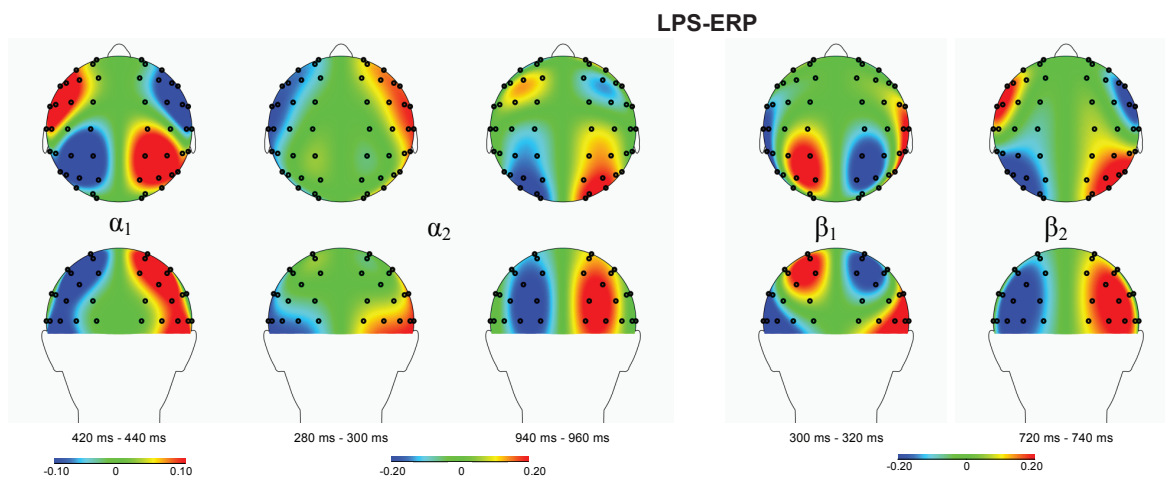 LPS-ERP
α1 α2 β1 β2
420 ms - 440 ms 280 ms - 300 ms 940 ms - 960 ms 300 ms - 320 ms 720 ms - 740 ms
-0.10 0 0.10 -0.20 0 0.20 -0.20 0 0.20